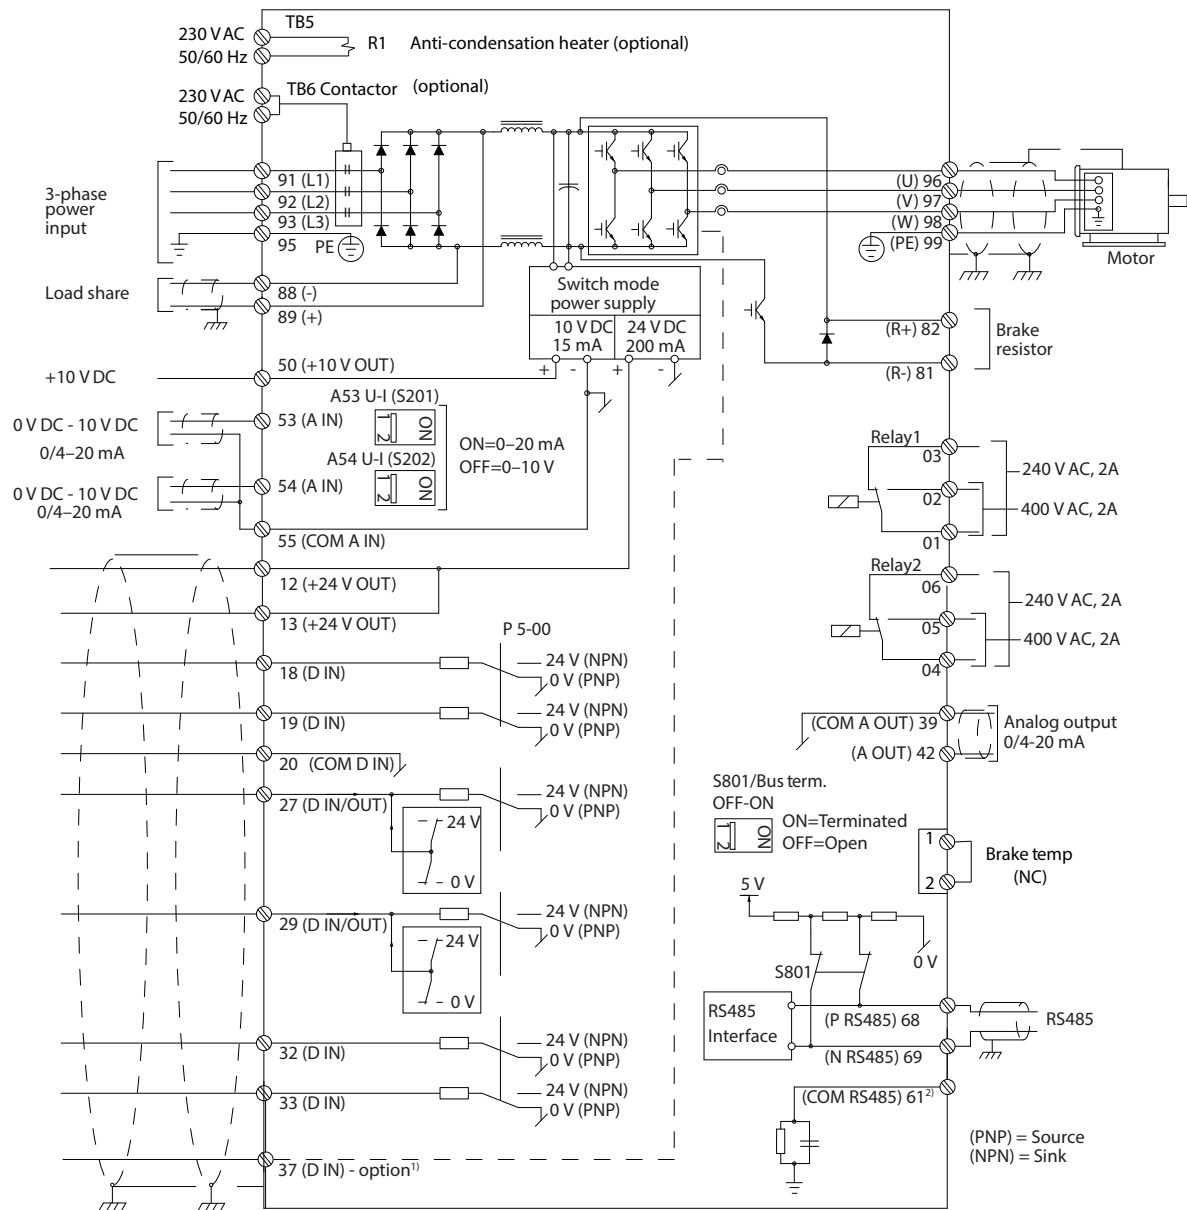 TB5
230 V AC
50/60 Hz
R1
Anti-condensation heater (optional)
TB6 Contactor (optional)
230 V AC
50/60 Hz
3-phase
power
input
91 (L1)
92 (L2)
93 (L3)
95
PE
Load share
88 (-)
89 (+)
Switch mode
power supply
10 V DC
15 mA
24 V DC
200 mA
+ - + -
(U) 96
(V) 97
(W) 98
(PE) 99
Motor
(R+) 82
(R-) 81
Brake
resistor
+10 V DC
50 (+10 V OUT)
A53 U-I (S201)
1 2 ON
0 V DC - 10 V DC
0/4–20 mA
53 (A IN)
A54 U-I (S202)
1 2 ON
ON=0–20 mA
OFF=0–10 V
0 V DC - 10 V DC
0/4–20 mA
54 (A IN)
55 (COM A IN)
12 (+24 V OUT)
13 (+24 V OUT)
P 5-00
18 (D IN)
24 V (NPN)
0 V (PNP)
19 (D IN)
24 V (NPN)
0 V (PNP)
20 (COM D IN)
27 (D IN/OUT)
24 V (NPN)
0 V (PNP)
24 V
0 V
29 (D IN/OUT)
24 V (NPN)
0 V (PNP)
24 V
0 V
32 (D IN)
24 V (NPN)
0 V (PNP)
33 (D IN)
24 V (NPN)
0 V (PNP)
37 (D IN) - option1)
Relay1
03
02
01
240 V AC, 2A
400 V AC, 2A
Relay2
06
05
04
240 V AC, 2A
400 V AC, 2A
(COM A OUT) 39
(A OUT) 42
Analog output
0/4-20 mA
S801/Bus term.
OFF-ON
1 2 ON
ON=Terminated
OFF=Open
1
2
Brake temp
(NC)
5 V
0 V
S801
RS485
Interface
(P RS485) 68
(N RS485) 69
RS485
(COM RS485) 612)
(PNP) = Source
(NPN) = Sink